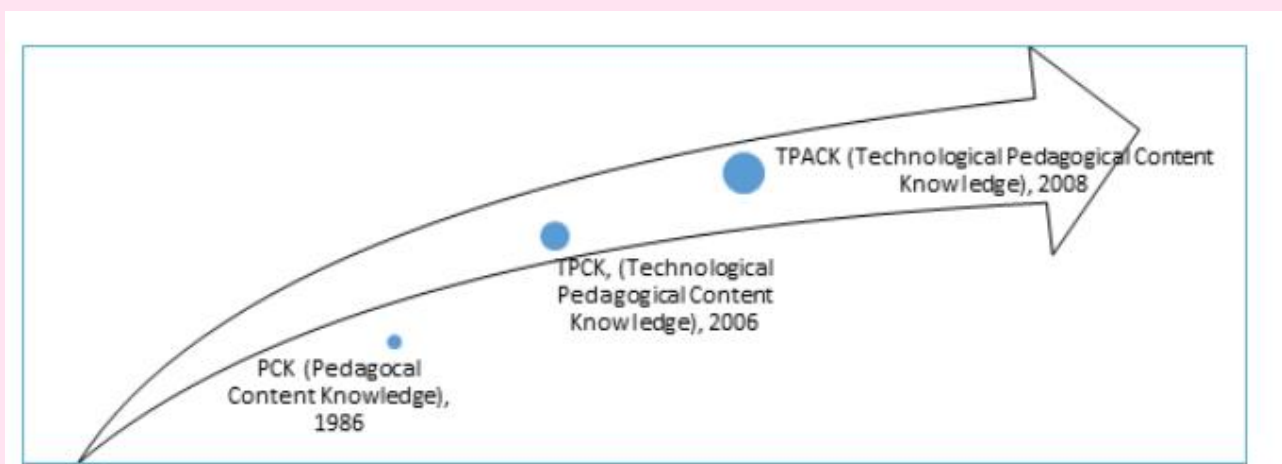 TPACK (Technological Pedagogical Content
Knowledge), 2008
TPCK, (Technological
Pedagogical Content
Knowledge), 2006
PCK (Pedagocal
Content Knowledge),
1986